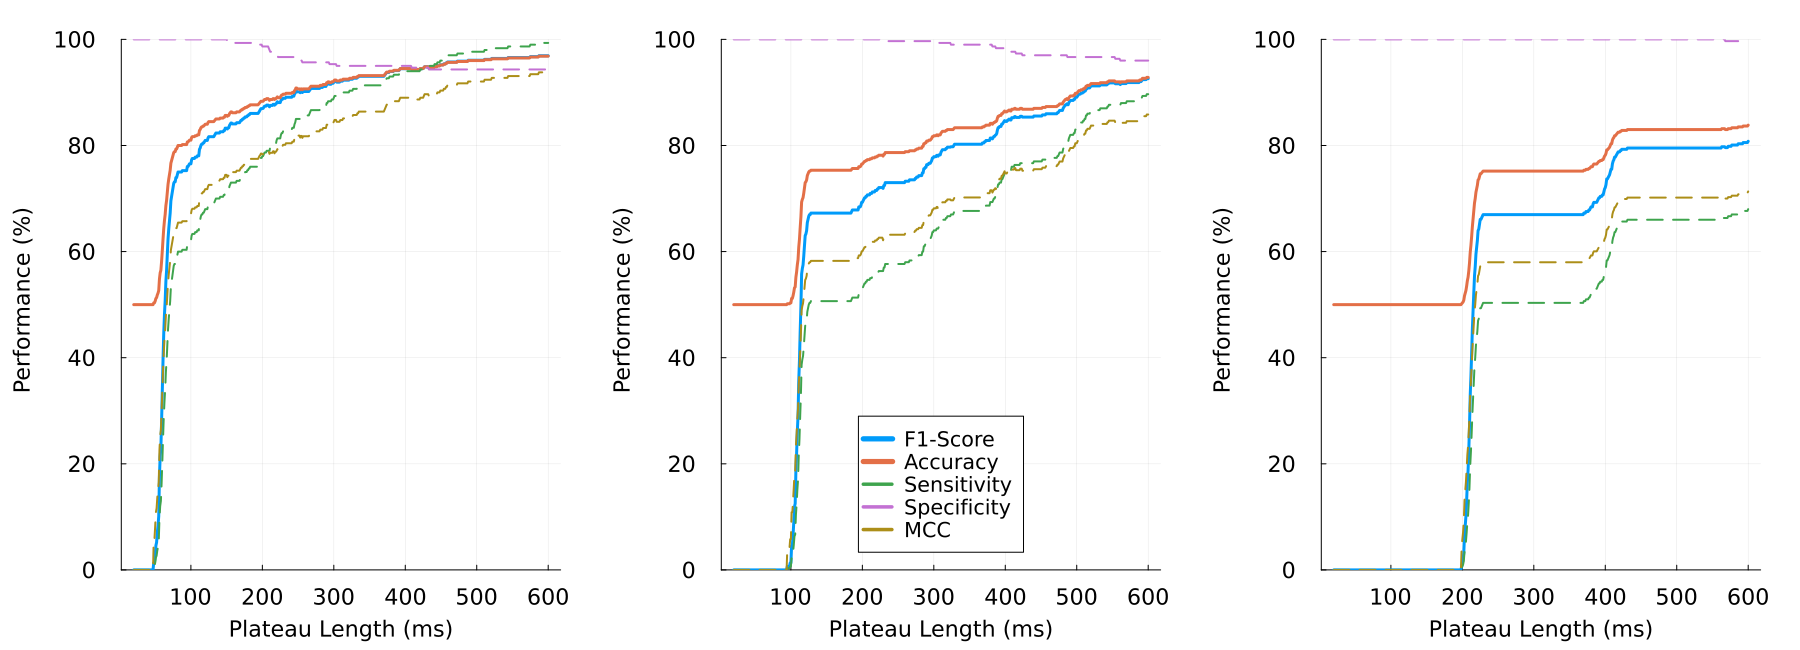 Performance (%)
100
80
60
40
20
0
100 200 300 400 500 600
Plateau Length (ms)
Performance (%)
100
80
60
40
20
0
F1-Score
Accuracy
Sensitivity
Specificity
MCC
100 200 300 400 500 600
Plateau Length (ms)
Performance (%)
100
80
60
40
20
0
100 200 300 400 500 600
Plateau Length (ms)